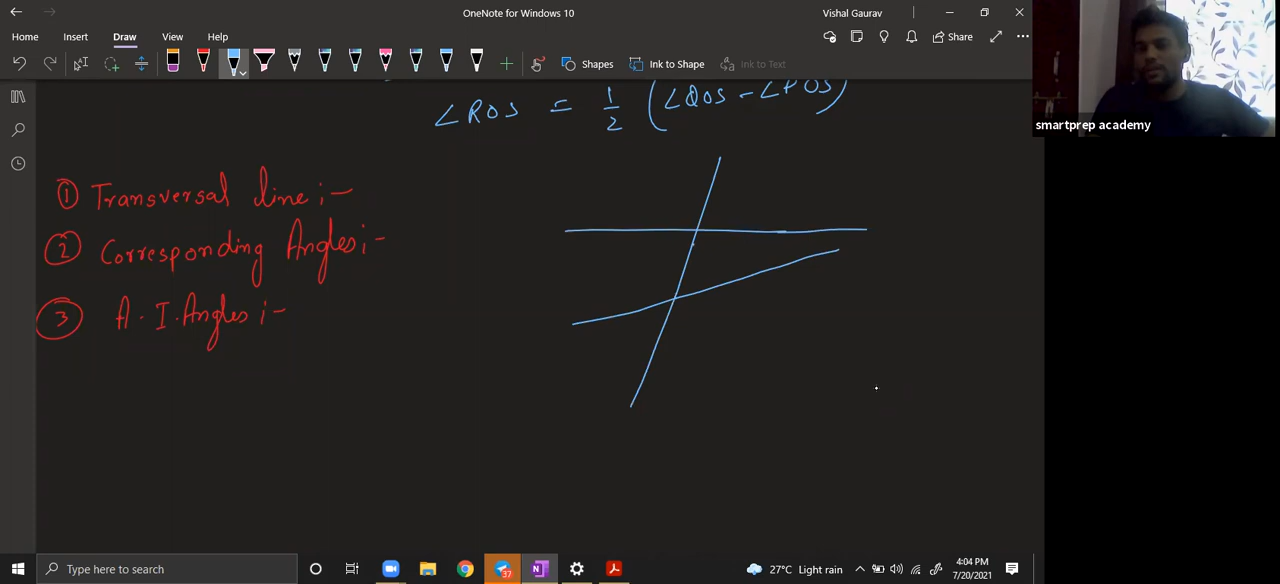 OneNote for Windows 10
Vishal Gaurav
Home Insert Draw View Help
Share
Shapes Ink to Shape Ink to Text
∠ROS = 1/2 (∠QOS - ∠POS)
smartprep academy
① Transversal line :-
② Corresponding Angles :-
③ A. I. Angles :-
Type here to search
37
27°C Light rain
4:04 PM
7/20/2021